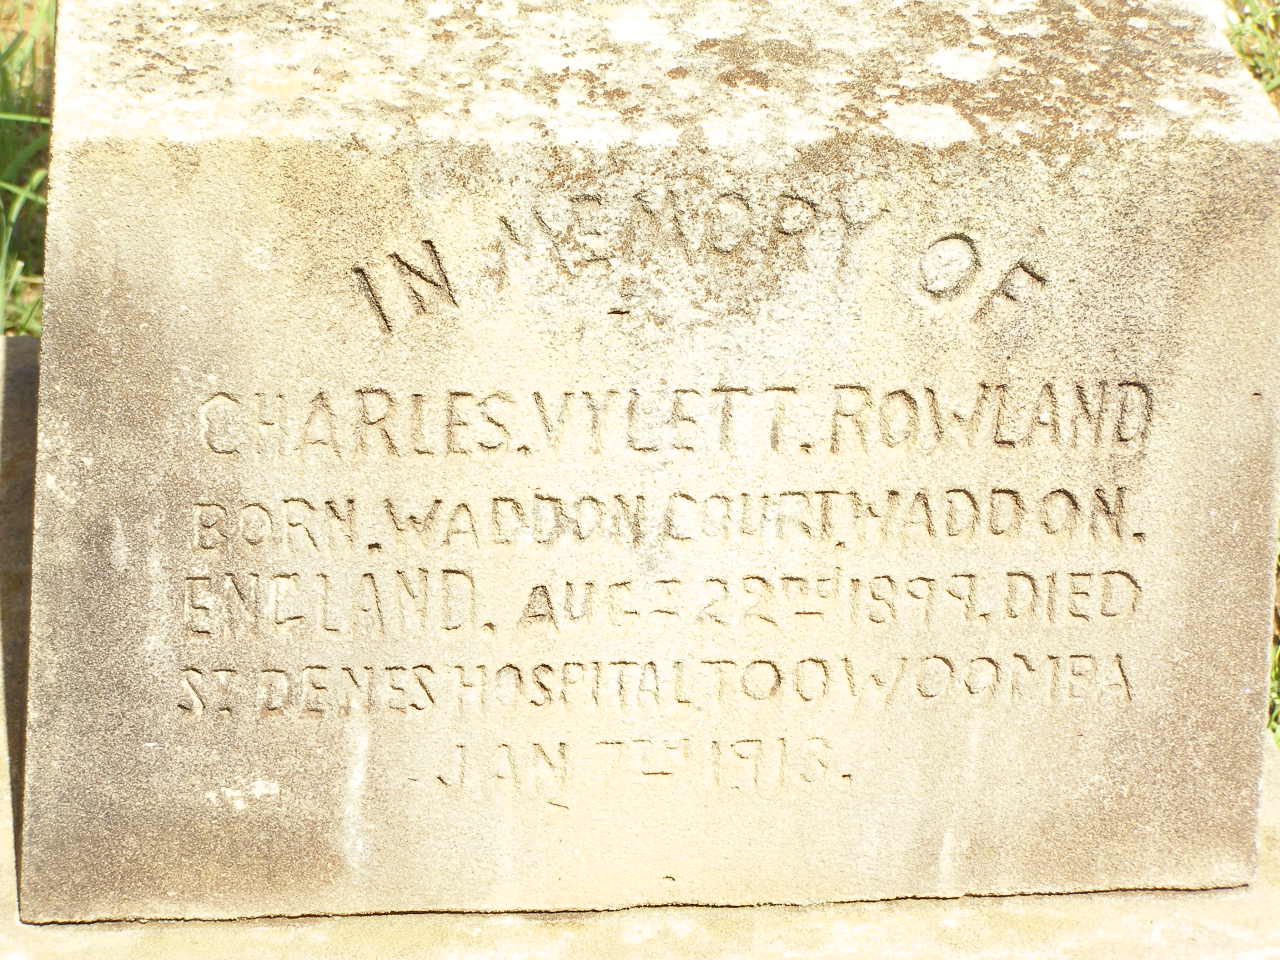 IN MEMORY OF
CHARLES.VYLETT.ROWLAND
BORN.WADDON COURT.WADDON.
ENGLAND. AUGST 22ND 1899.DIED
ST. DENES HOSPITAL TOOWOOMBA
JAN 7TH 1913.